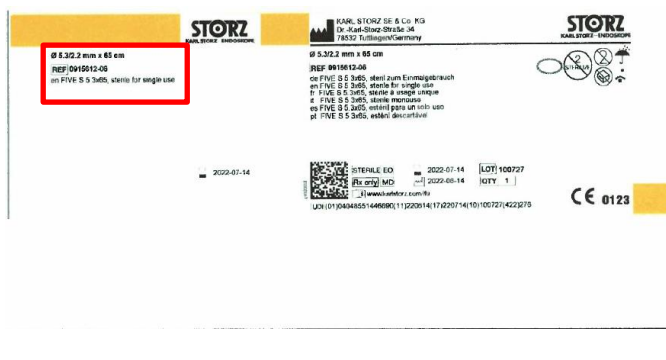 STORZ
KARL STORZ – ENDOSKOPE
Ø 5.3/2.2 mm x 65 cm
REF 0915612-06
en FIVE S 5.3x65, sterile for single use
2022-07-14
KARL STORZ SE & Co. KG
Dr.-Karl-Storz-Straße 34
78532 Tuttlingen/Germany
STORZ
KARL STORZ – ENDOSKOPE
Ø 5.3/2.2 mm x 65 cm
REF 0915612-06
de FIVE S 5.3x65, steril zum Einmalgebrauch
en FIVE S 5.3x65, sterile for single use
fr FIVE S 5.3x65, stérile à usage unique
it FIVE S 5.3x65, sterile monouso
es FIVE S 5.3x65, estéril para un solo uso
pt FIVE S 5.3x65, estéril descartável
STERILE EO 2022-07-14 LOT 100727
Rx only MD 2022-06-14 QTY 1
www.karlstorz.com/ifu
UDI:(01)04048551446690(11)220614(17)220714(10)100727(422)276
CE 0123